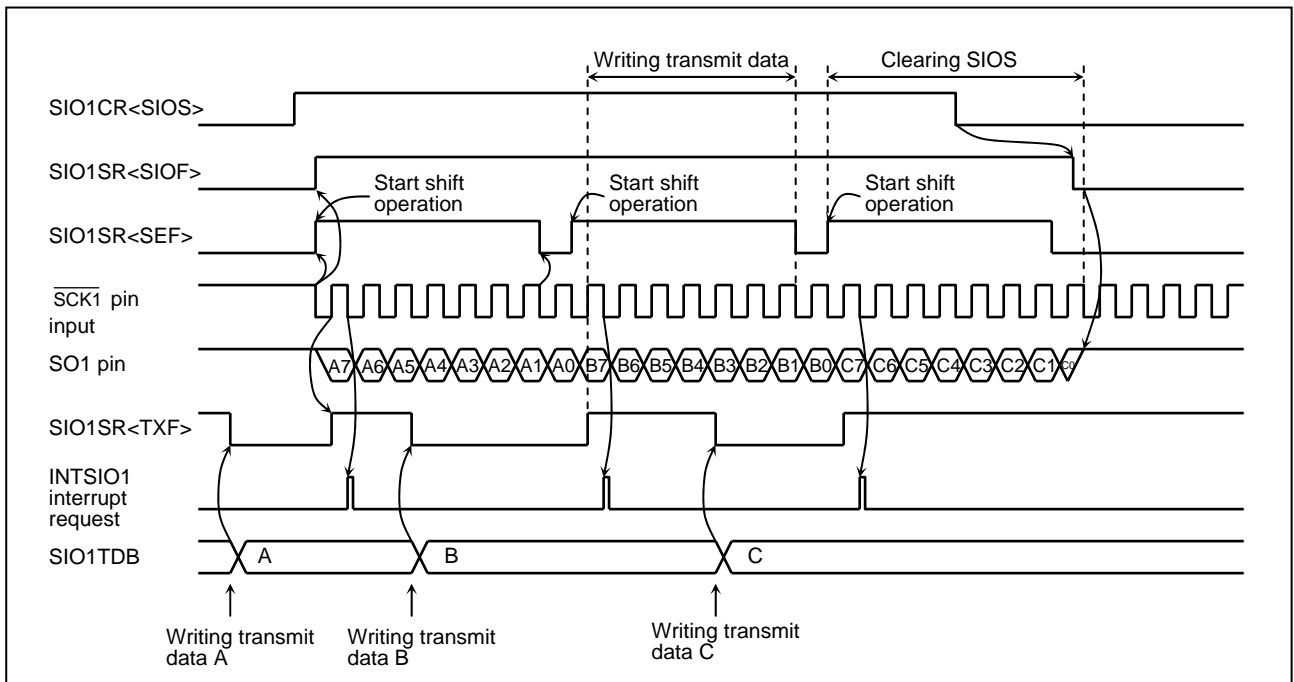 Writing transmit data
Clearing SIOS
SIO1CR<SIOS>
SIO1SR<SIOF>
Start shift
operation
Start shift
operation
Start shift
operation
SIO1SR<SEF>
SCK1 pin
input
SO1 pin
A7 A6 A5 A4 A3 A2 A1 A0 B7 B6 B5 B4 B3 B2 B1 B0 C7 C6 C5 C4 C3 C2 C1 C0
SIO1SR<TXF>
INTSIO1
interrupt
request
SIO1TDB
A
B
C
Writing transmit
data A
Writing transmit
data B
Writing transmit
data C